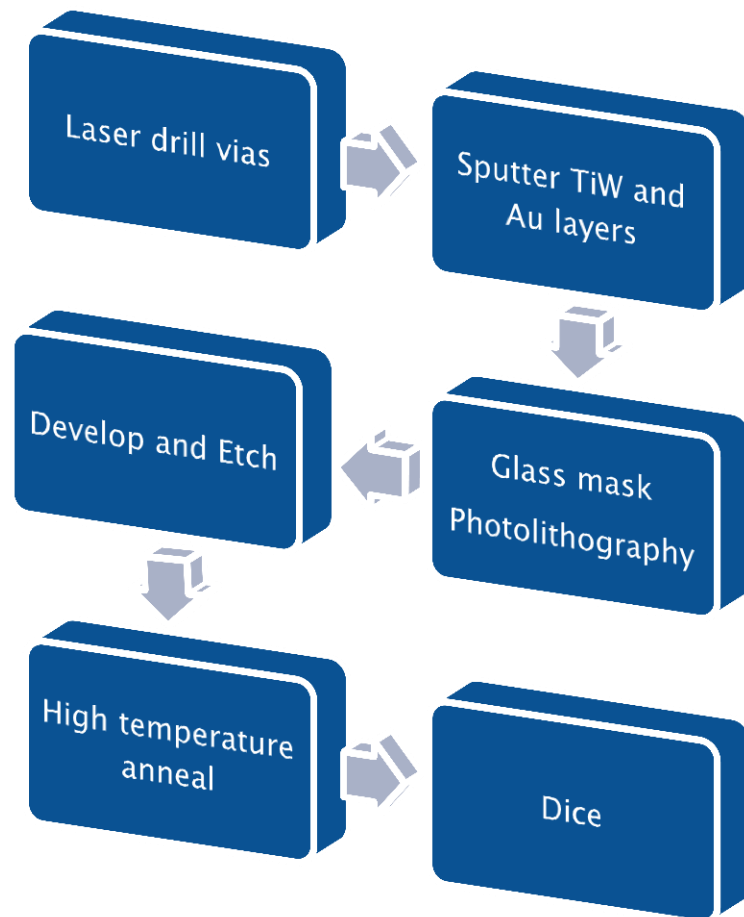 Laser drill vias
Sputter TiW and
Au layers
Glass mask
Photolithography
Develop and Etch
High temperature
anneal
Dice